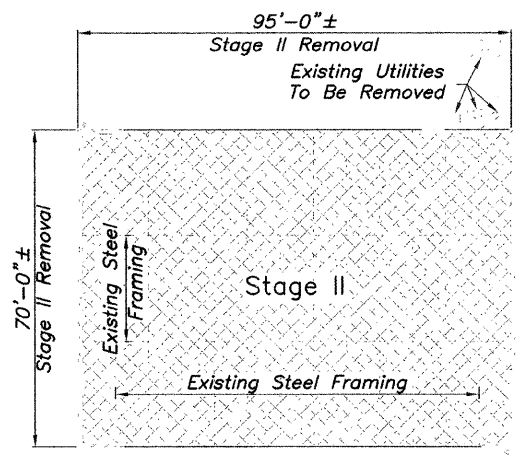 95'-0"±
Stage II Removal
Existing Utilities
To Be Removed
70'-0"±
Stage II Removal
Existing Steel
Framing
Stage II
Existing Steel Framing